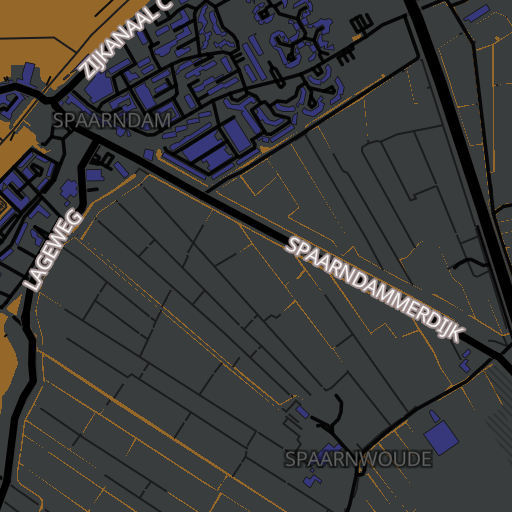 ZIJKANAAL C
SPAARNDAM
LAGEWEG
SPAARNDAMMERDIJK
SPAARNWOUDE